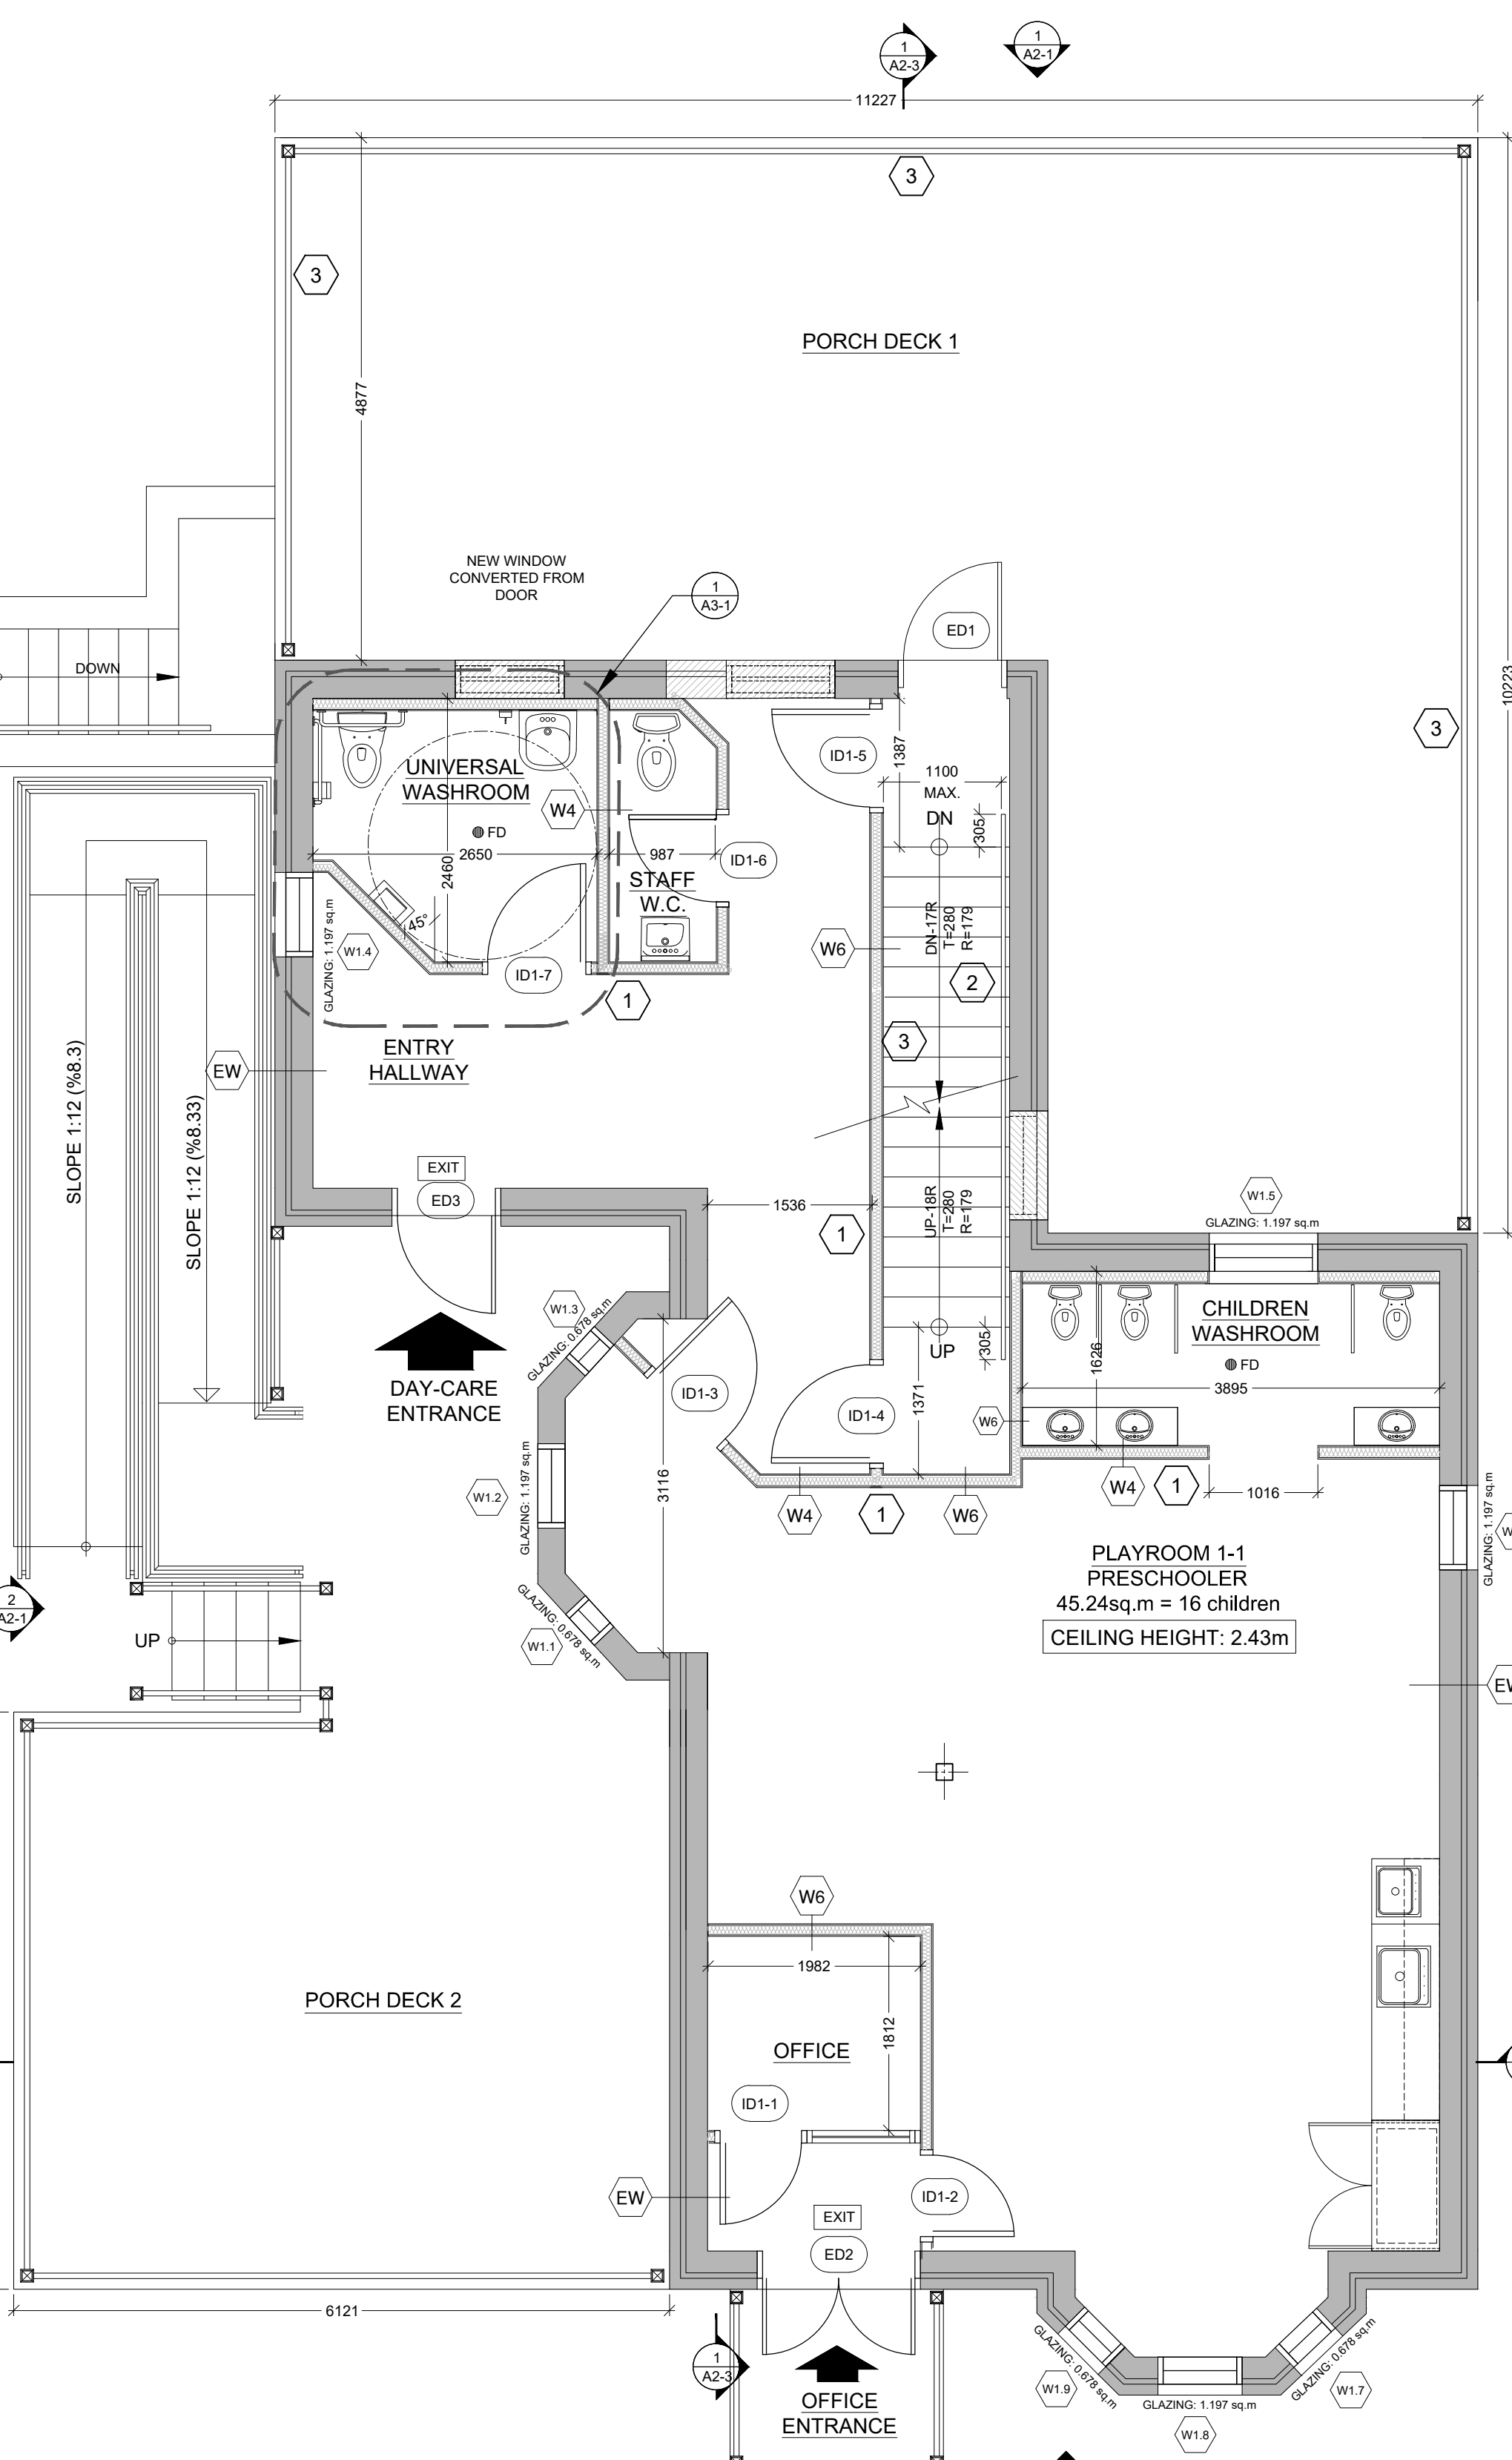 1
A2-3
1
A2-1
11227
3
3
4877
PORCH DECK 1
NEW WINDOW
CONVERTED FROM
DOOR
1
A3-1
ED1
DOWN
10223
3
UNIVERSAL
WASHROOM
W4
FD
2650
2460
45°
987
STAFF
W.C.
ID1-5
ID1-6
1387
1100
MAX.
DN
305
DN-17R
T=280
R=179
W6
2
3
W1.4
GLAZING: 1.197 sq.m
ID1-7
1
ENTRY
HALLWAY
EW
SLOPE 1:12 (%8.3)
SLOPE 1:12 (%8.33)
EXIT
ED3
1536
1
UP-18R
T=280
R=179
W1.5
GLAZING: 1.197 sq.m
DAY-CARE
ENTRANCE
W1.3
GLAZING: 0.678 sq.m
ID1-3
ID1-4
UP
305
1371
CHILDREN
WASHROOM
FD
1626
3895
W6
W4
1
1016
W1.2
GLAZING: 1.197 sq.m
3116
W4
1
W6
GLAZING: 1.197 sq.m
PLAYROOM 1-1
PRESCHOOLER
45.24sq.m = 16 children
CEILING HEIGHT: 2.43m
2
A2-1
UP
W1.1
GLAZING: 0.678 sq.m
W6
1982
1812
OFFICE
ID1-1
PORCH DECK 2
EW
EXIT
ID1-2
ED2
6121
1
A2-3
OFFICE
ENTRANCE
W1.9
GLAZING: 0.678 sq.m
GLAZING: 1.197 sq.m
W1.8
GLAZING: 0.678 sq.m
W1.7